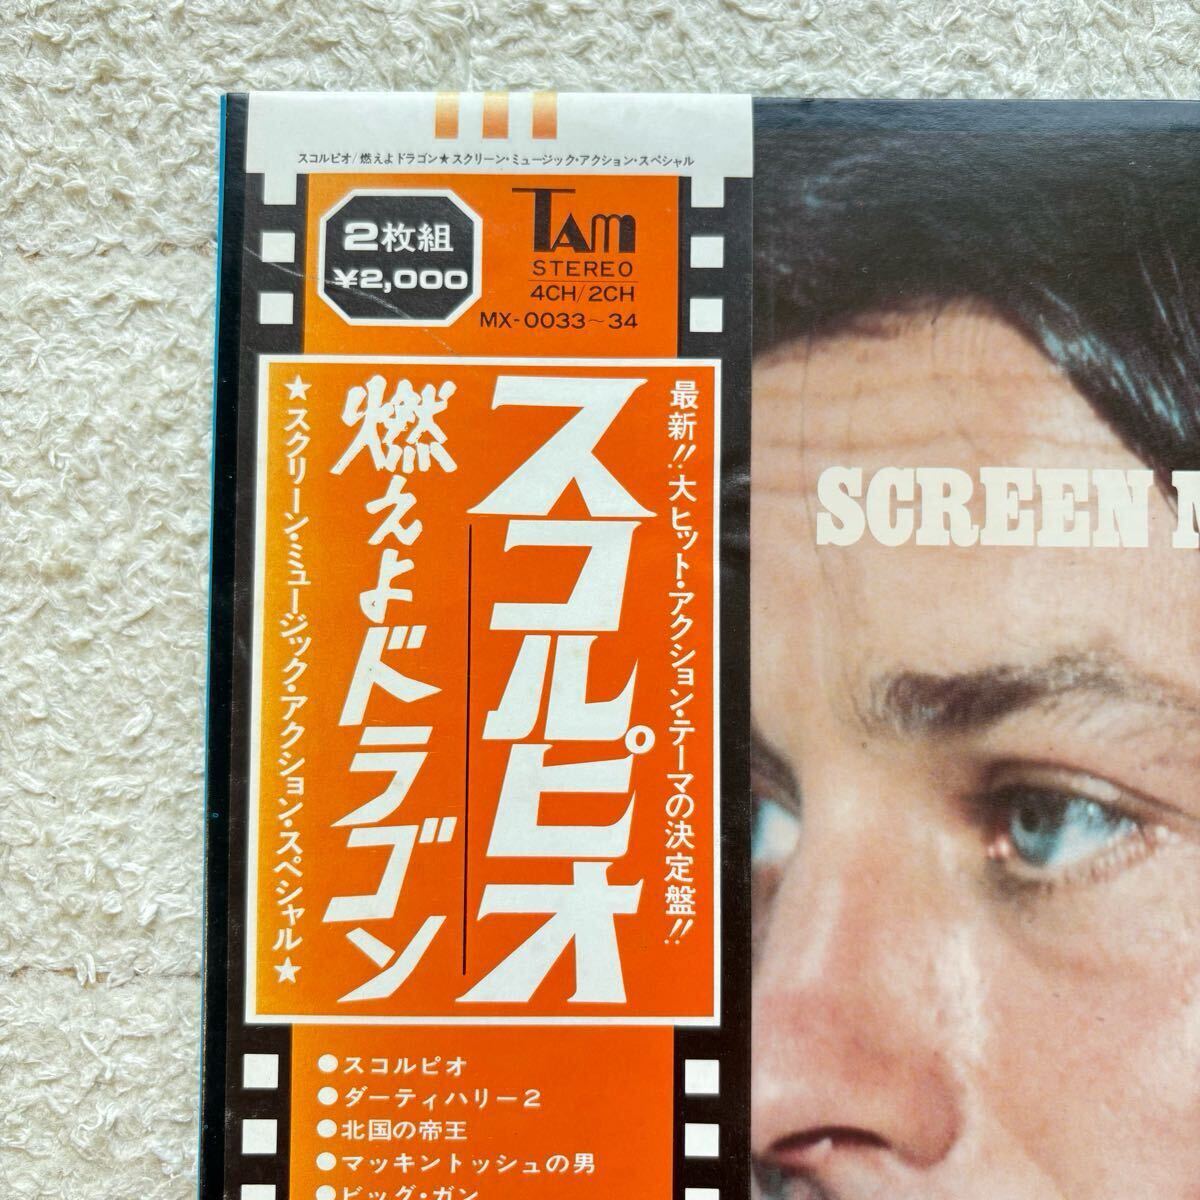 スコルピオ/燃えよドラゴン★スクリーン・ミュージック・アクション・スペシャル
2枚組
¥2,000
TAM
STEREO
4CH/2CH
MX-0033~34
最新!!大ヒット・アクション・テーマの決定盤!!
スコルピオ
燃えよドラゴン
★スクリーン・ミュージック・アクション・スペシャル★
●スコルピオ
●ダーティハリー2
●北国の帝王
●マッキントッシュの男
●ビッグ・ガン
SCREEN